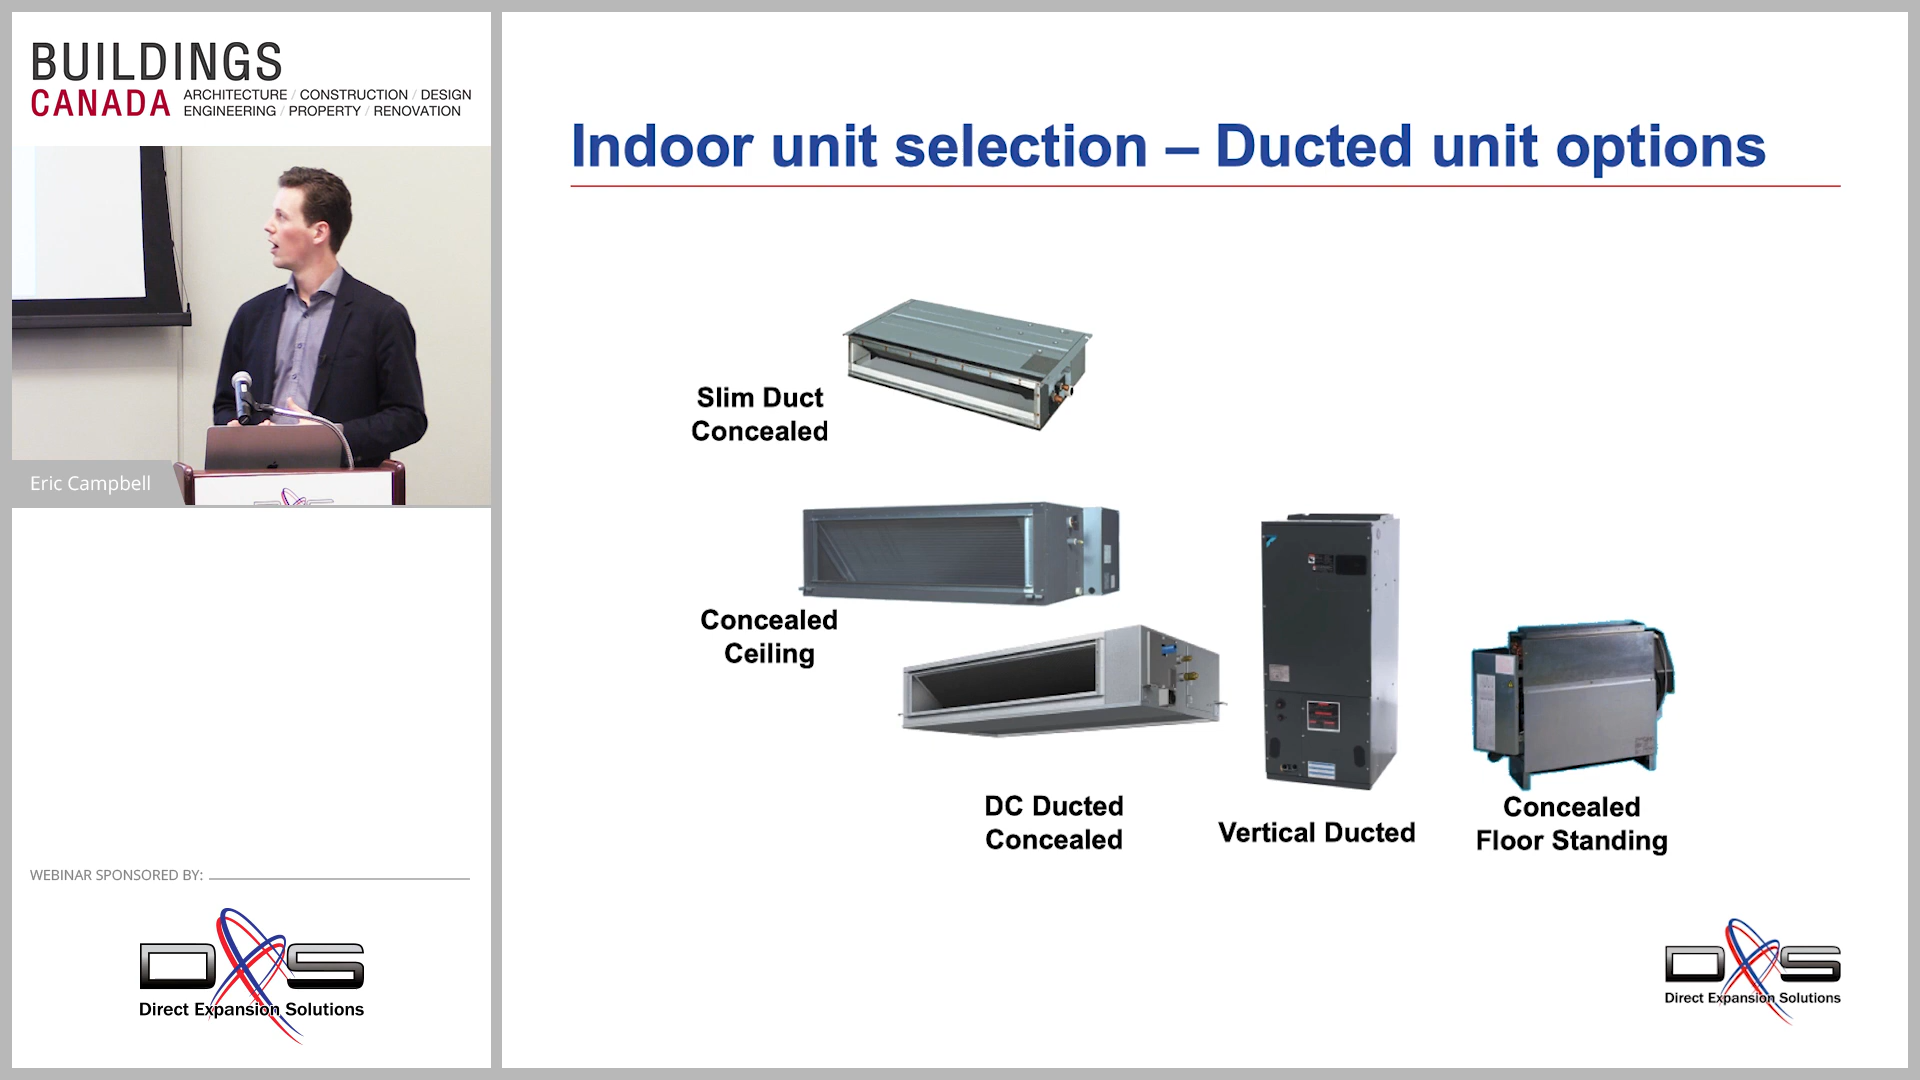 BUILDINGS
CANADA ARCHITECTURE / CONSTRUCTION / DESIGN
ENGINEERING / PROPERTY / RENOVATION
Eric Campbell
WEBINAR SPONSORED BY:
DXS
Direct Expansion Solutions
Indoor unit selection – Ducted unit options
Slim Duct
Concealed
Concealed
Ceiling
DC Ducted
Concealed
Vertical Ducted
Concealed
Floor Standing
DXS
Direct Expansion Solutions